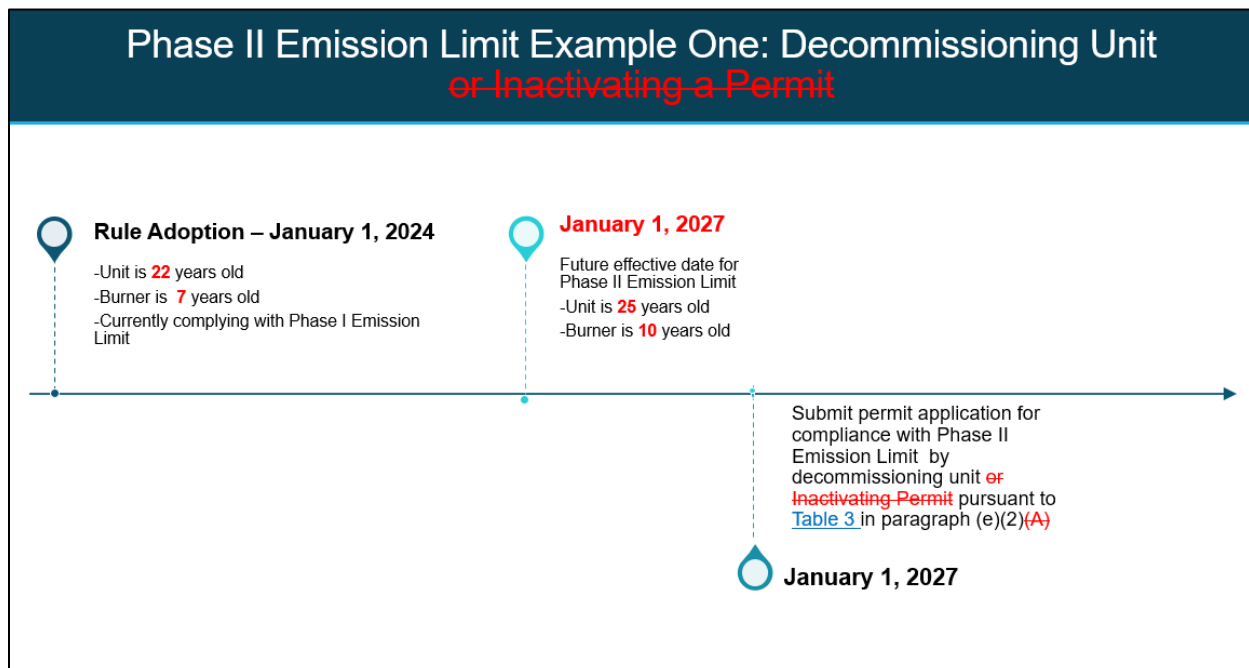 Phase II Emission Limit Example One: Decommissioning Unit
or Inactivating a Permit
Rule Adoption – January 1, 2024
-Unit is 22 years old
-Burner is 7 years old
-Currently complying with Phase I Emission
Limit
January 1, 2027
Future effective date for
Phase II Emission Limit
-Unit is 25 years old
-Burner is 10 years old
Submit permit application for
compliance with Phase II
Emission Limit by
decommissioning unit or
Inactivating Permit pursuant to
Table 3 in paragraph (e)(2)(A)
January 1, 2027